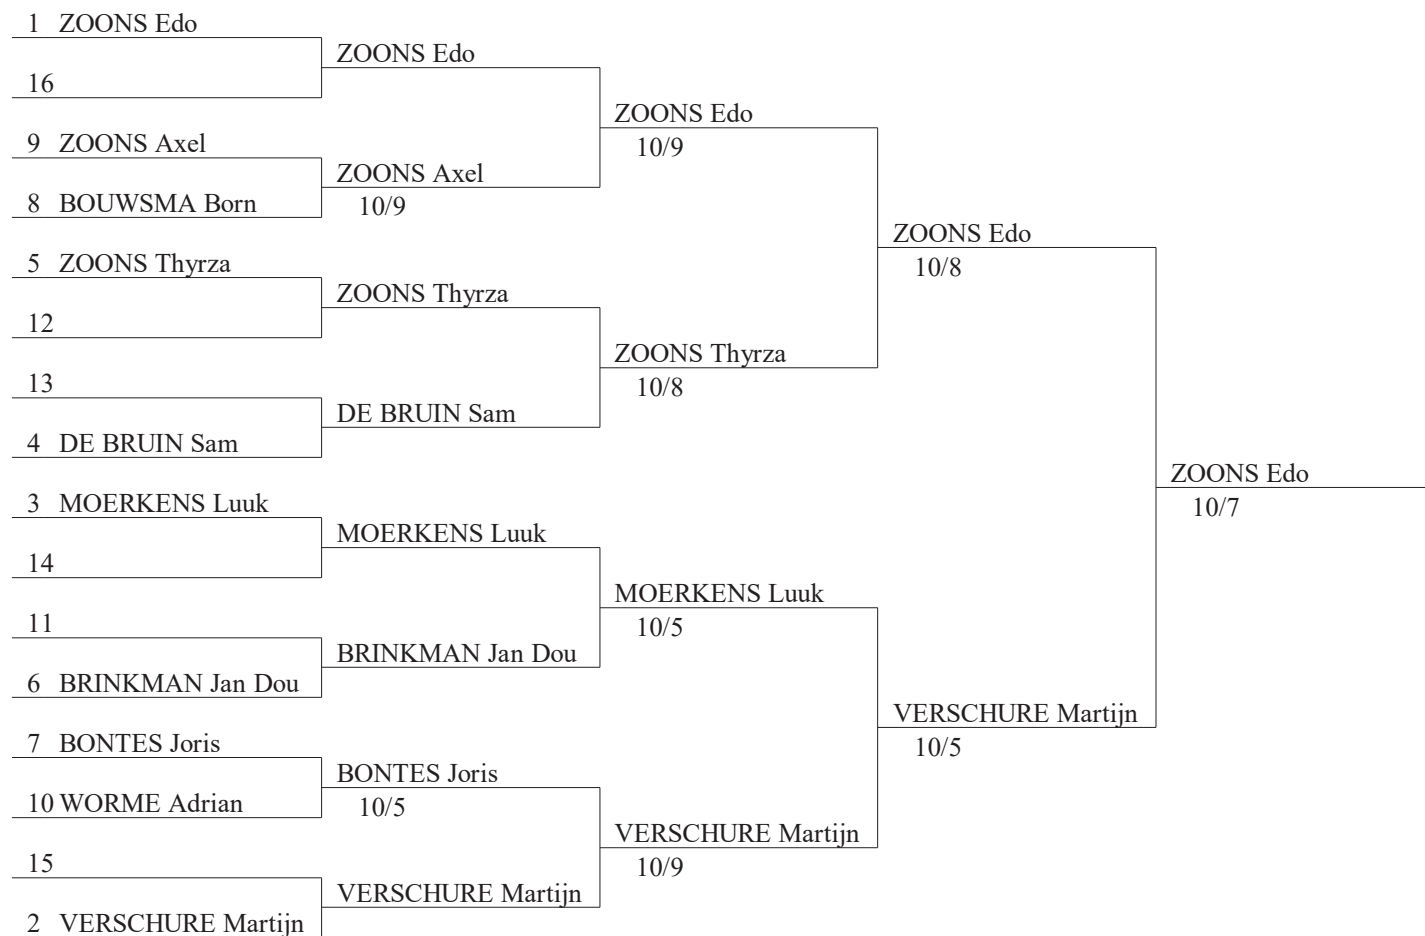 1 ZOONS Edo
16
9 ZOONS Axel
8 BOUWSMA Born
5 ZOONS Thyrza
12
13
4 DE BRUIN Sam
3 MOERKENS Luuk
14
11
6 BRINKMAN Jan Dou
7 BONTES Joris
10 WORME Adrian
15
2 VERSCHURE Martijn
ZOONS Edo
ZOONS Axel
10/9
ZOONS Thyrza
DE BRUIN Sam
MOERKENS Luuk
BRINKMAN Jan Dou
BONTES Joris
10/5
VERSCHURE Martijn
ZOONS Edo
10/9
ZOONS Thyrza
10/8
MOERKENS Luuk
10/5
VERSCHURE Martijn
10/9
ZOONS Edo
10/8
VERSCHURE Martijn
10/5
ZOONS Edo
10/7